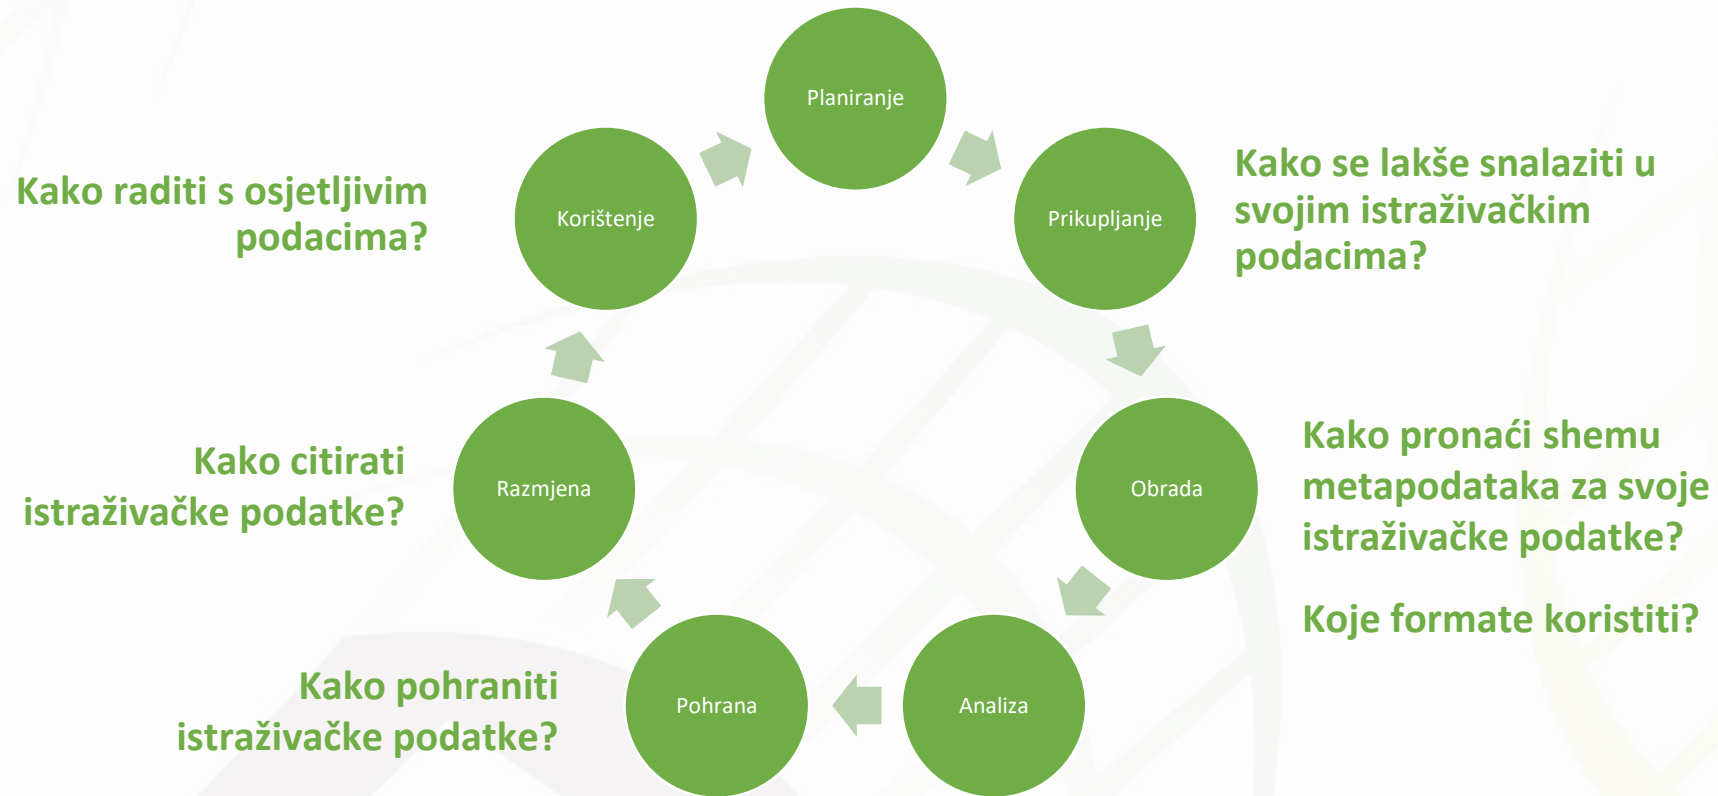 Planiranje
Prikupljanje
Kako se lakše snalaziti u
svojim istraživačkim
podacima?
Obrada
Kako pronaći shemu
metapodataka za svoje
istraživačke podatke?
Koje formate koristiti?
Analiza
Pohrana
Kako pohraniti
istraživačke podatke?
Razmjena
Kako citirati
istraživačke podatke?
Korištenje
Kako raditi s osjetljivim
podacima?